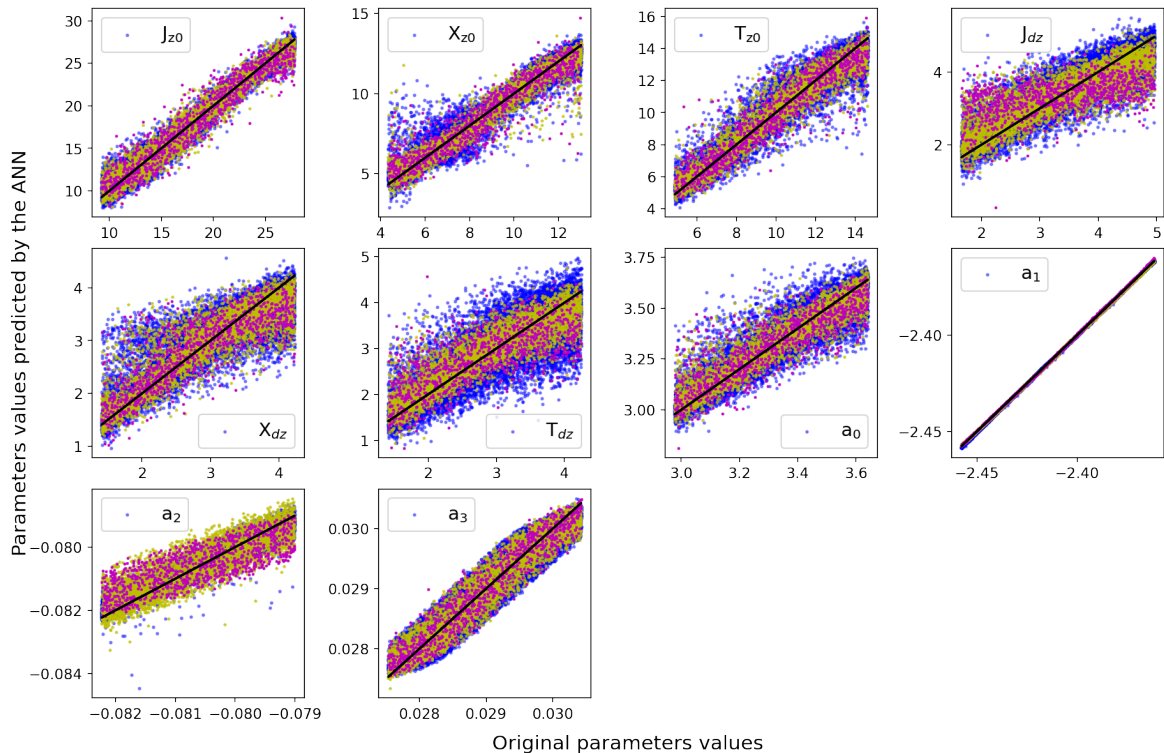 Parameters values predicted by the ANN
30
25
20
15
10
J_z0
10 15 20 25
15
10
5
X_z0
4 6 8 10 12
16
14
12
10
8
6
4
T_z0
6 8 10 12 14
4
2
J_dz
2 3 4 5
4
3
2
1
X_dz
2 3 4
5
4
3
2
1
T_dz
2 3 4
3.75
3.50
3.25
3.00
a_0
3.0 3.2 3.4 3.6
−2.40
−2.45
a_1
−2.45 −2.40
−0.080
−0.082
−0.084
a_2
−0.082 −0.081 −0.080 −0.079
0.030
0.029
0.028
a_3
0.028 0.029 0.030
Original parameters values